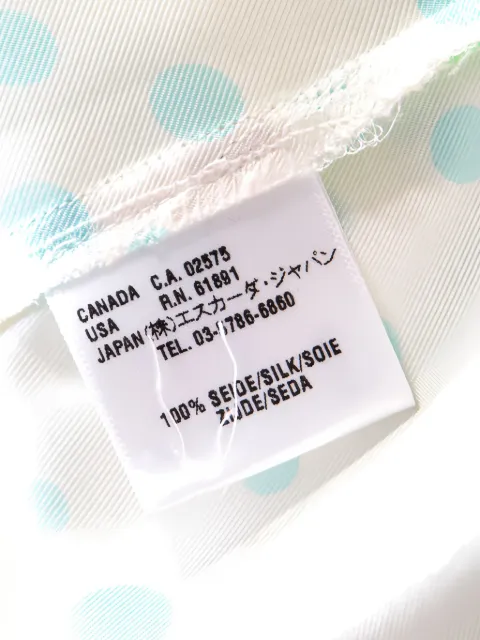 CANADA C.A. 02575
USA R.N. 61891
JAPAN (株)エスカーダ・ジャパン
TEL. 03-5786-6860
100% SEIDE/SILK/SOIE
ZIJDE/SEDA